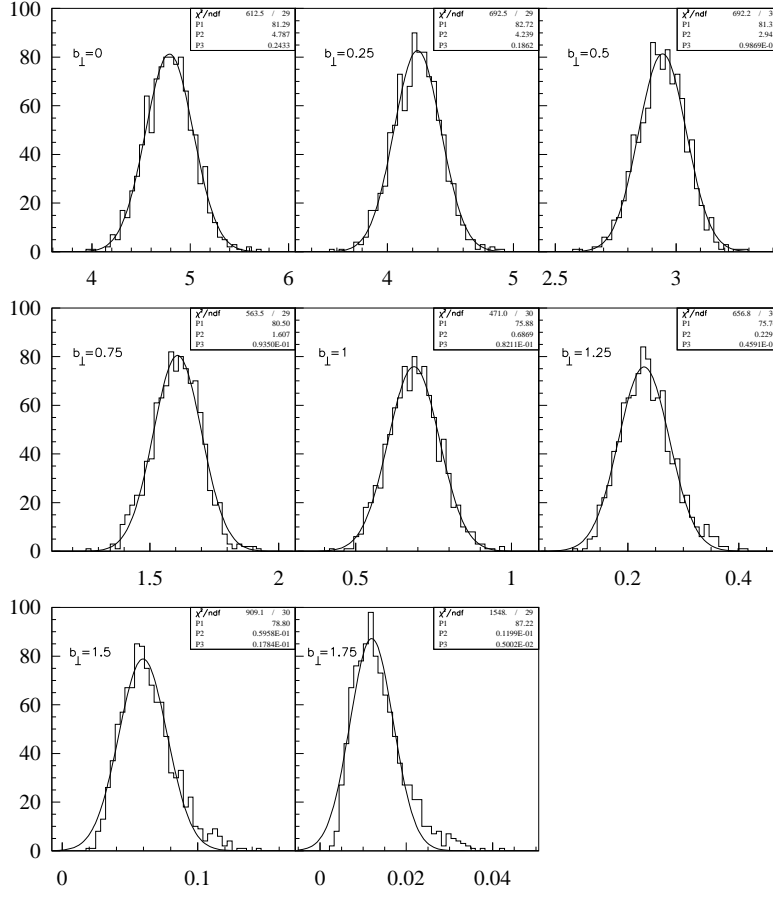 χ²/ndf 612.5 / 29
P1 81.29
P2 4.787
P3 0.2433
b⊥=0
χ²/ndf 692.5 / 29
P1 82.72
P2 4.239
P3 0.1862
b⊥=0.25
χ²/ndf 692.2 / 3
P1 81.3
P2 2.94
P3 0.9869E-0
b⊥=0.5
100
80
60
40
20
0
4 5 6
4 5
2.5 3
χ²/ndf 563.5 / 29
P1 80.50
P2 1.607
P3 0.9350E-01
b⊥=0.75
χ²/ndf 471.0 / 30
P1 75.88
P2 0.6869
P3 0.8211E-01
b⊥=1
χ²/ndf 656.8 / 3
P1 75.7
P2 0.229
P3 0.4591E-0
b⊥=1.25
100
80
60
40
20
0
1.5 2
0.5 1
0.2 0.4
χ²/ndf 909.1 / 30
P1 78.80
P2 0.5958E-01
P3 0.1784E-01
b⊥=1.5
χ²/ndf 1548. / 29
P1 87.22
P2 0.1199E-01
P3 0.5002E-02
b⊥=1.75
100
80
60
40
20
0
0 0.1
0 0.02 0.04